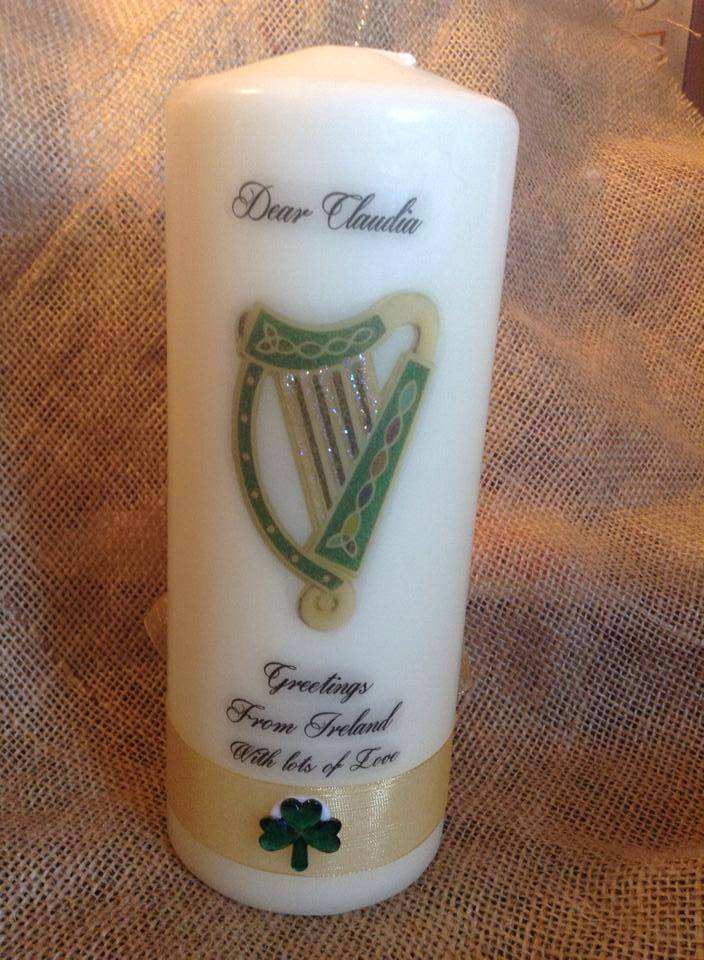 Dear Claudia
Greetings
From Ireland
With lots of Love